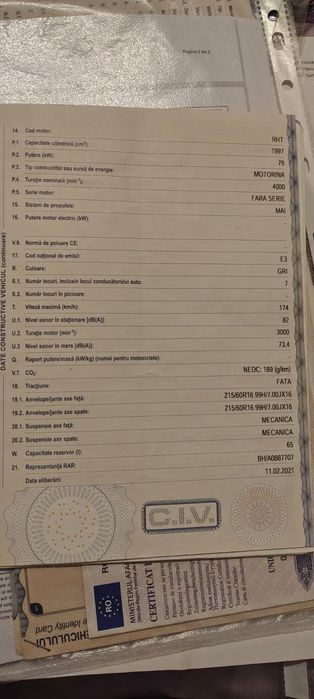 Pagina 2 din 2
DATE CONSTRUCTIVE VEHICUL (continuare)
14. Cod motor: RHT
P.1. Capacitate cilindrică (cm³): 1997
P.2. Putere (kW): 79
P.3. Tip combustibil sau sursă de energie: MOTORINA
P.4. Turație nominală (min⁻¹): 4000
P.5. Serie motor: FARA SERIE
15. Sistem de propulsie: MAI
16. Putere motor electric (kW): -
V.9. Normă de poluare CE: -
17. Cod național de emisii: E3
R. Culoare: GRI
S.1. Număr locuri, inclusiv locul conducătorului auto: 7
S.2. Număr locuri în picioare: -
T. Viteză maximă (km/h): 174
U.1. Nivel sonor în staționare [dB(A)]: 82
U.2. Turație motor (min⁻¹): 3000
U.3 Nivel sonor în mers [dB(A)]: 73,4
Q. Raport putere/masă (kW/kg) (numai pentru motociclete): -
V.7. CO₂: NEDC: 189 (g/km)
18. Tracțiune: FATA
19.1. Anvelope/jante axe față: 215/60R16 99H/7.00JX16
19.2. Anvelope/jante axe spate: 215/60R16 99H/7.00JX16
20.1. Suspensie axe față: MECANICA
20.2. Suspensie axe spate: MECANICA
W. Capacitate rezervor (l): 65
21. Reprezentanță RAR: BH/A0887707
Data eliberării: 11.02.2021
C.I.V.
RO
MINISTERUL AFA
CERTIFICAT
UNI
VEHICULULUI
e Identity Card